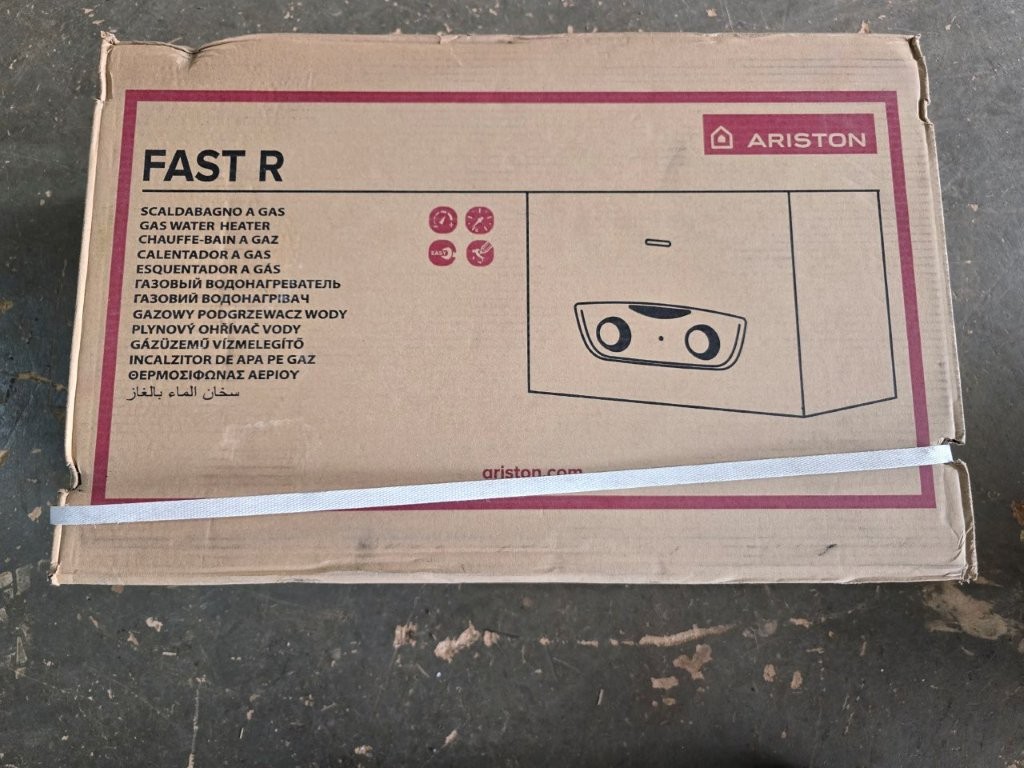 ARISTON
FAST R
SCALDABAGNO A GAS
GAS WATER HEATER
CHAUFFE-BAIN A GAZ
CALENTADOR A GAS
ESQUENTADOR A GÁS
ГАЗОВЫЙ ВОДОНАГРЕВАТЕЛЬ
ГАЗОВИЙ ВОДОНАГРІВАЧ
GAZOWY PODGRZEWACZ WODY
PLYNOVÝ OHŘÍVAČ VODY
GÁZÜZEMŰ VÍZMELEGÍTŐ
INCALZITOR DE APA PE GAZ
ΘΕΡΜΟΣΙΦΩΝΑΣ ΑΕΡΙΟΥ
سخان الماء بالغاز
EASY
ariston.com